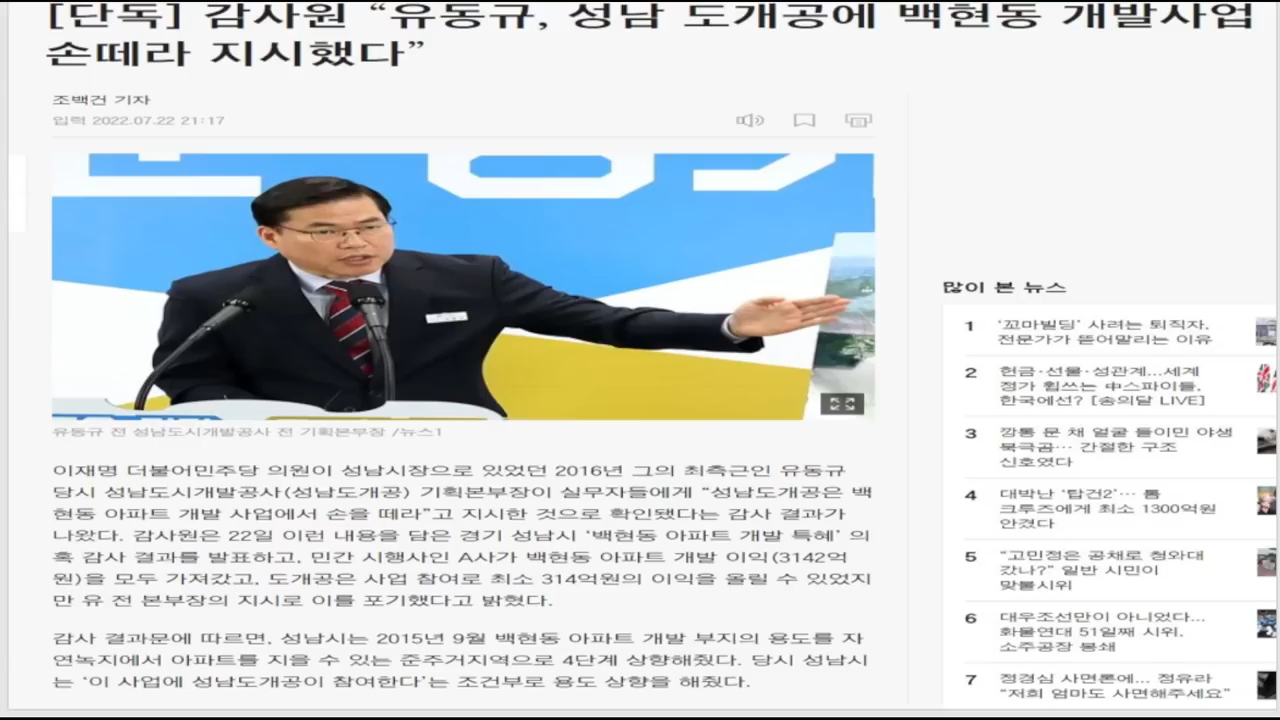 [단독] 감사원 “유동규, 성남 도개공에 백현동 개발사업
손떼라 지시했다”
조백건 기자
입력 2022.07.22 21:17
유동규 전 성남도시개발공사 전 기획본부장 /뉴스1
이재명 더불어민주당 의원이 성남시장으로 있었던 2016년 그의 최측근인 유동규
당시 성남도시개발공사(성남도개공) 기획본부장이 실무자들에게 “성남도개공은 백
현동 아파트 개발 사업에서 손을 떼라”고 지시한 것으로 확인됐다는 감사 결과가
나왔다. 감사원은 22일 이런 내용을 담은 경기 성남시 ‘백현동 아파트 개발 특혜’ 의
혹 감사 결과를 발표하고, 민간 시행사인 A사가 백현동 아파트 개발 이익(3142억
원)을 모두 가져갔고, 도개공은 사업 참여로 최소 314억원의 이익을 올릴 수 있었지
만 유 전 본부장의 지시로 이를 포기했다고 밝혔다.
감사 결과문에 따르면, 성남시는 2015년 9월 백현동 아파트 개발 부지의 용도를 자
연녹지에서 아파트를 지을 수 있는 준주거지역으로 4단계 상향해줬다. 당시 성남시
는 ‘이 사업에 성남도개공이 참여한다’는 조건부로 용도 상향을 해줬다.
많이 본 뉴스
1 ‘꼬마빌딩’ 사려는 퇴직자,
전문가가 뜯어말리는 이유
2 현금·선물·성관계...세계
정가 휩쓰는 中스파이들,
한국에선? [송의달 LIVE]
3 깡통 문 채 얼굴 들이민 야생
북극곰… 간절한 구조
신호였다
4 대박난 ‘탑건2’… 톰
크루즈에게 최소 1300억원
안겼다
5 “고민정은 공채로 청와대
갔나?” 일반 시민이
맞불시위
6 대우조선만이 아니었다...
화물연대 51일째 시위,
소주공장 봉쇄
7 정경심 사면론에... 정유라
“저희 엄마도 사면해주세요”